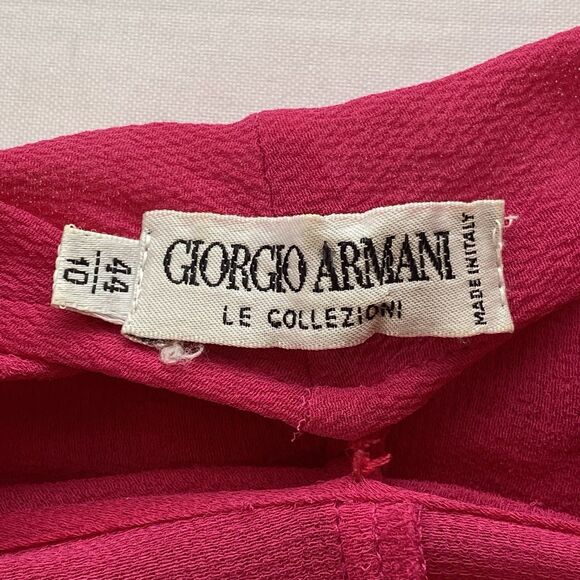 GIORGIO ARMANI
LE COLLEZIONI
MADE IN ITALY
44
10